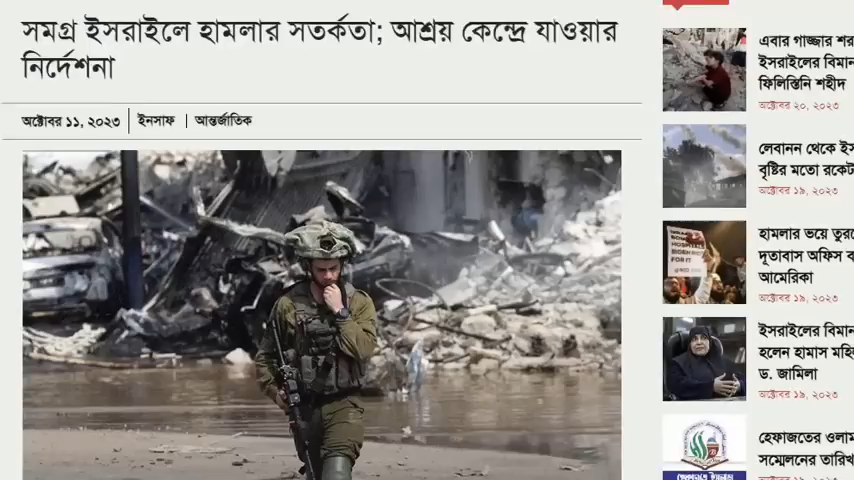 সমগ্র ইসরাইলে হামলার সতর্কতা; আশ্রয় কেন্দ্রে যাওয়ার
নির্দেশনা
অক্টোবর ১১, ২০২৩ | ইনসাফ | আন্তর্জাতিক
এবার গাজ্জার
ইসরাইলের
ফিলিস্তিনি শহীদ
অক্টোবর ২০, ২০২৩
লেবানন থেকে
বৃষ্টির মতো রকেট
অক্টোবর ১৯, ২০২৩
হামলার ভয়ে
দূতাবাস অফিস
আমেরিকা
অক্টোবর ১৯, ২০২৩
ইসরাইলের
হলেন হামাস
ড. জামিলা
অক্টোবর ১৯, ২০২৩
হেফাজতের
সম্মেলনের তারিখ